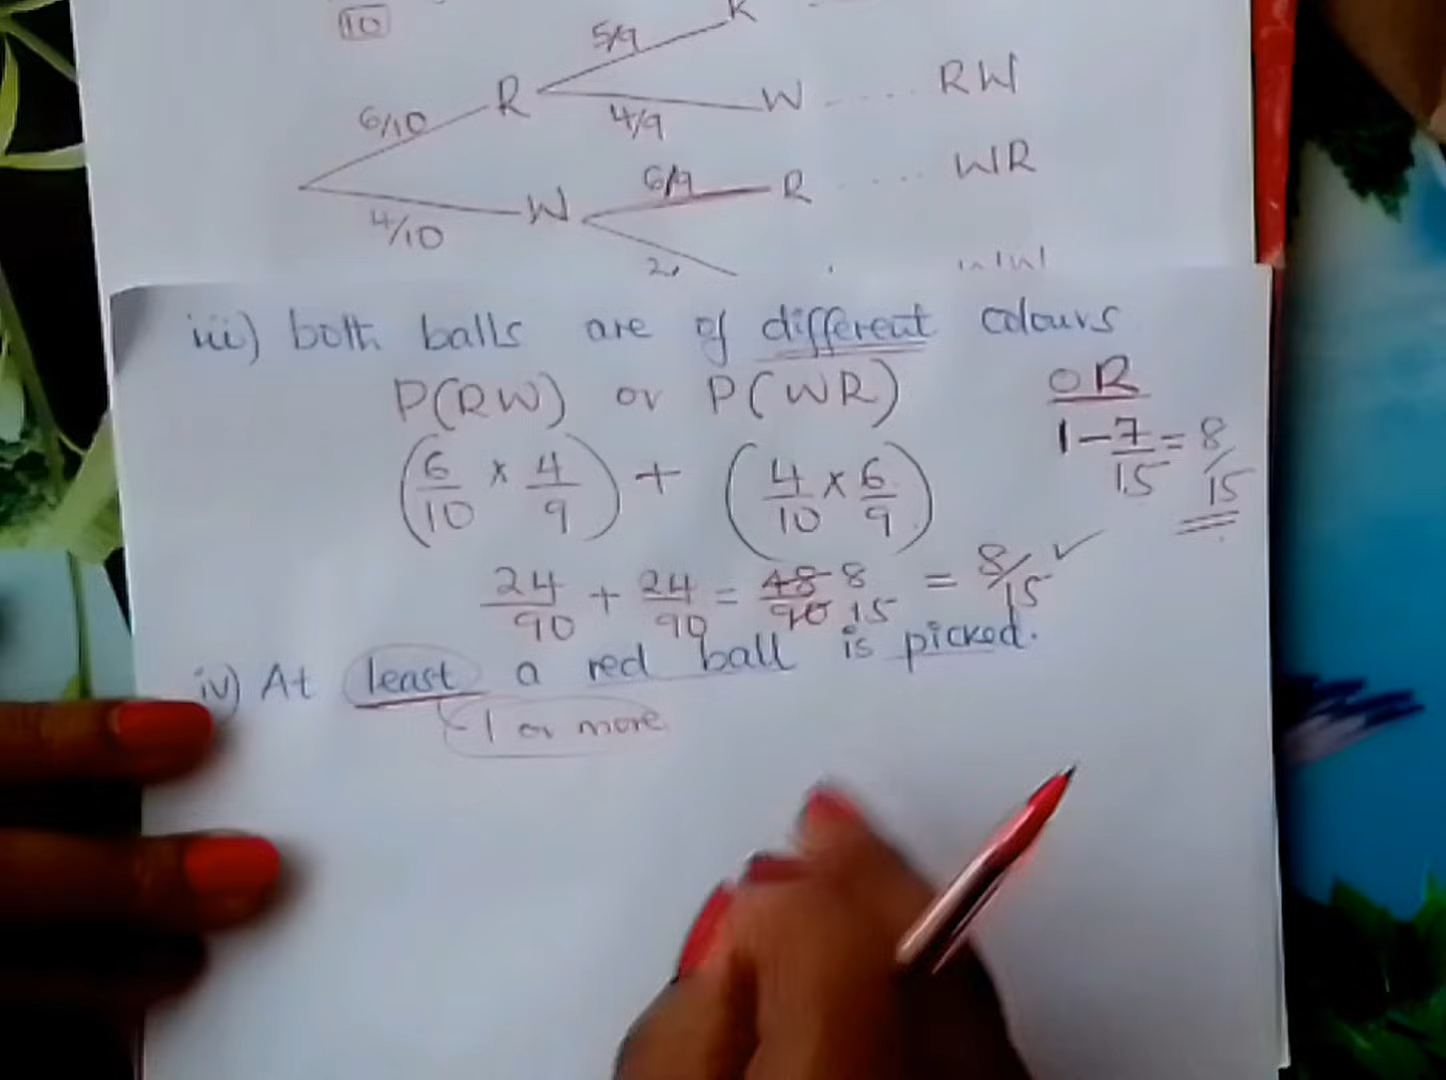 10
5/9 R
6/10 R 4/9 W RW
6/9 R WR
4/10 W
iii) both balls are of different colours
P(RW) or P(WR) OR
(6/10 × 4/9) + (4/10 × 6/9) 1 - 7/15 = 8/15
24/90 + 24/90 = 48/90 8/15 = 8/15 ✓
iv) At least a red ball is picked.
- 1 or more